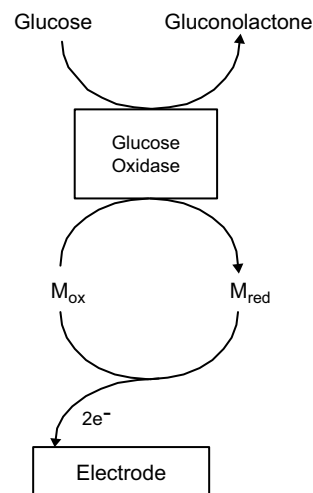 Glucose Gluconolactone
Glucose
Oxidase
Mox Mred
2e-
Electrode